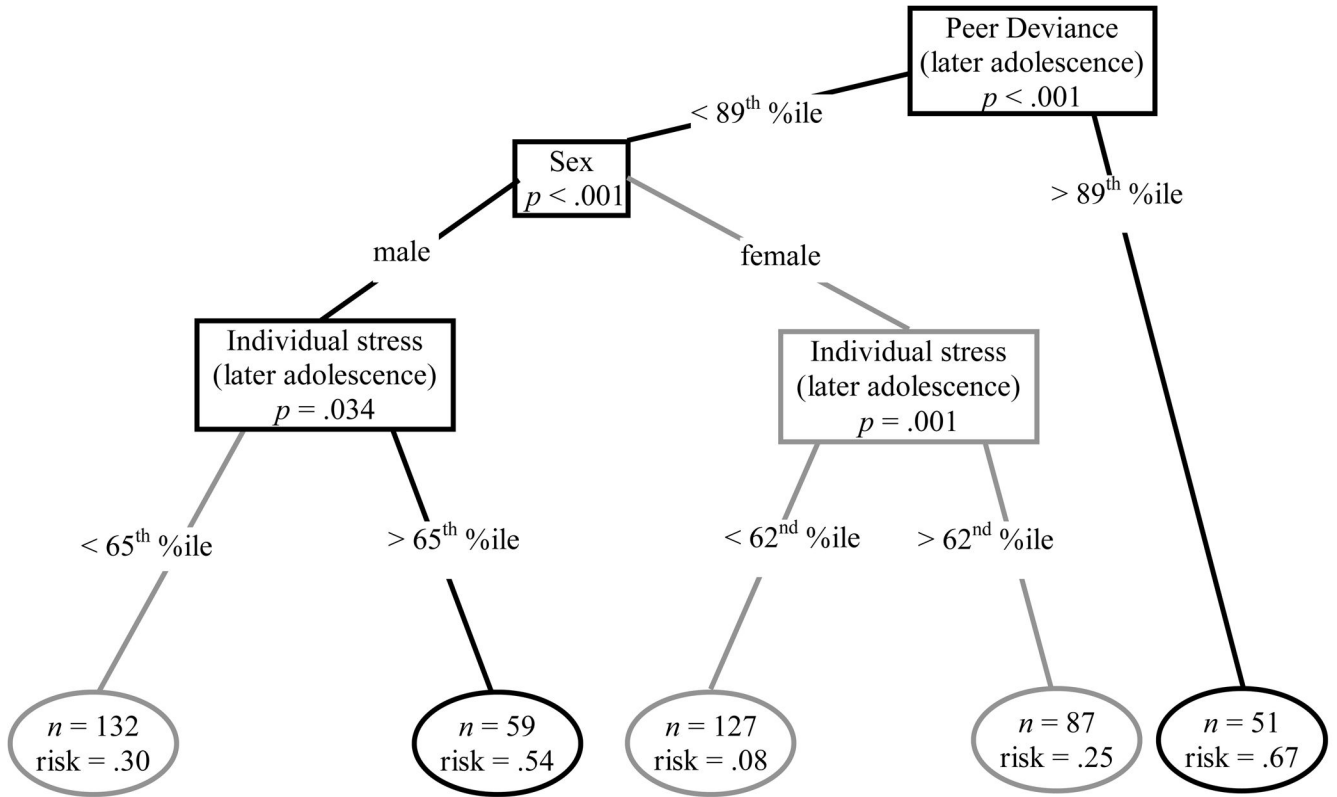 Peer Deviance
(later adolescence)
p < .001
< 89th %ile
> 89th %ile
Sex
p < .001
male
female
Individual stress
(later adolescence)
p = .034
Individual stress
(later adolescence)
p = .001
< 65th %ile
> 65th %ile
< 62nd %ile
> 62nd %ile
n = 132
risk = .30
n = 59
risk = .54
n = 127
risk = .08
n = 87
risk = .25
n = 51
risk = .67